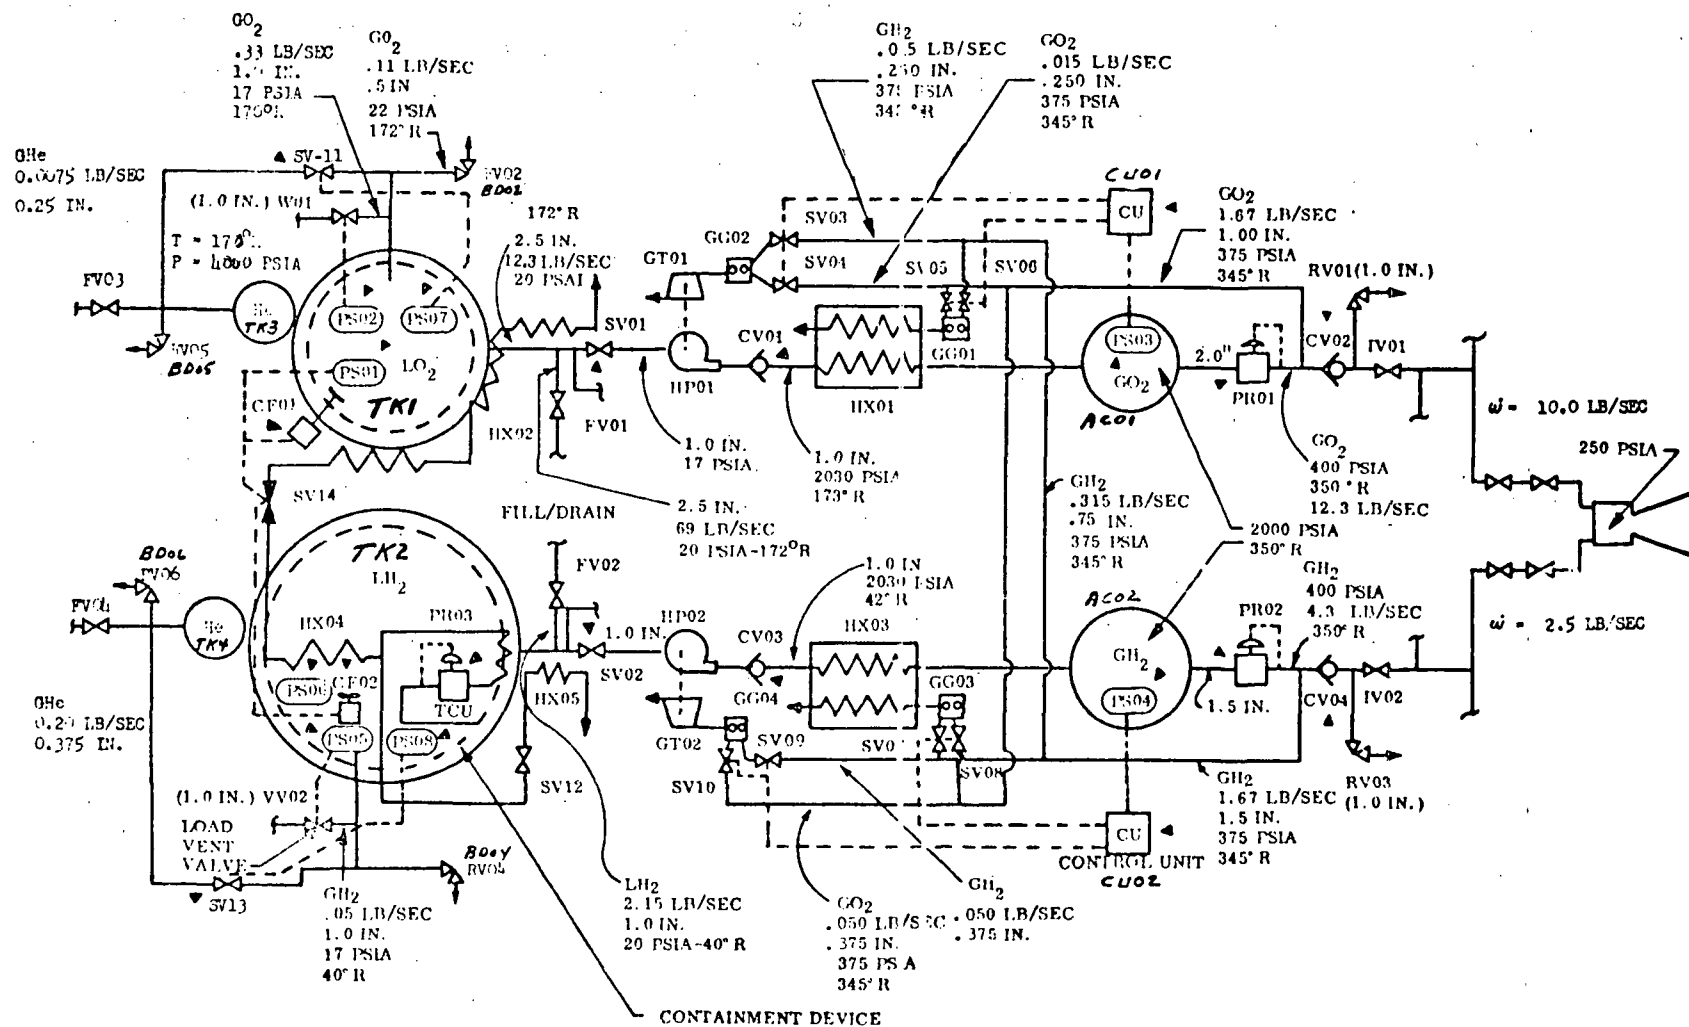 GO2
.33 LB/SEC
17 PSIA
GO2
.11 LB/SEC
.5 IN
22 PSIA
172° R
GH2
.05 LB/SEC
.250 IN.
GO2
.015 LB/SEC
.250 IN.
375 PSIA
345° R
GHe
0.0075 LB/SEC
0.25 IN.
SV-11
BD02
(1.0 IN.)
FV03
He
TK3
BD05
PS02
PS07
PS01
LO2
TK1
172° R
2.5 IN.
12.3 LB/SEC
SV01
HX02
FV01
2.5 IN.
69 LB/SEC
20 PSIA-172°R
GT01
GG02
SV03
SV04
SV05
SV06
CV01
HP01
HX01
GG01
1.0 IN.
17 PSIA
1.0 IN.
2030 PSIA
173° R
CU01
CU
GO2
1.67 LB/SEC
1.00 IN.
375 PSIA
345° R
RV01(1.0 IN.)
PS03
GO2
AC01
2.0"
PR01
CV02
IV01
GO2
400 PSIA
350 °R
12.3 LB/SEC
ẇ = 10.0 LB/SEC
250 PSIA
ẇ = 2.5 LB/SEC
2000 PSIA
350° R
GH2
.315 LB/SEC
.75 IN.
375 PSIA
345° R
SV14
FILL/DRAIN
FV02
TK2
LH2
BD06
He
TK4
HX04
PR03
TCU
PS05
PS08
HX05
SV02
1.0 IN.
SV12
GHe
0.20 LB/SEC
0.375 IN.
(1.0 IN.) VV02
LOAD
VENT
VALVE
SV13
GH2
.05 LB/SEC
1.0 IN.
17 PSIA
40° R
BD04
RV04
LH2
2.15 LB/SEC
1.0 IN.
20 PSIA-40° R
CONTAINMENT DEVICE
HP02
CV03
1.0 IN
42° R
HX03
GG04
GG03
GT02
SV09
SV10
SV08
GO2
.050 LB/SEC
.375 IN.
345° R
GH2
.050 LB/SEC
.375 IN.
AC02
GH2
PS04
CU
CONTROL UNIT
CU02
PR02
GH2
400 PSIA
4.3 LB/SEC
350° R
1.5 IN.
CV04
IV02
RV03
(1.0 IN.)
GH2
1.67 LB/SEC
1.5 IN.
375 PSIA
345° R